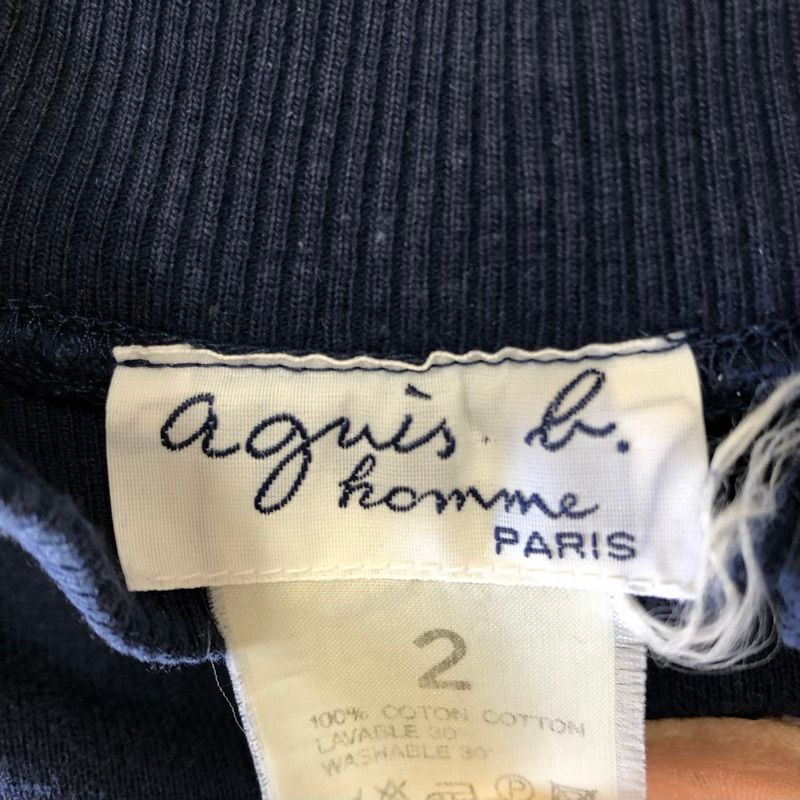 agnès b.
homme
PARIS
2
100% COTON COTTON
LAVABLE 30°
WASHABLE 30°
P